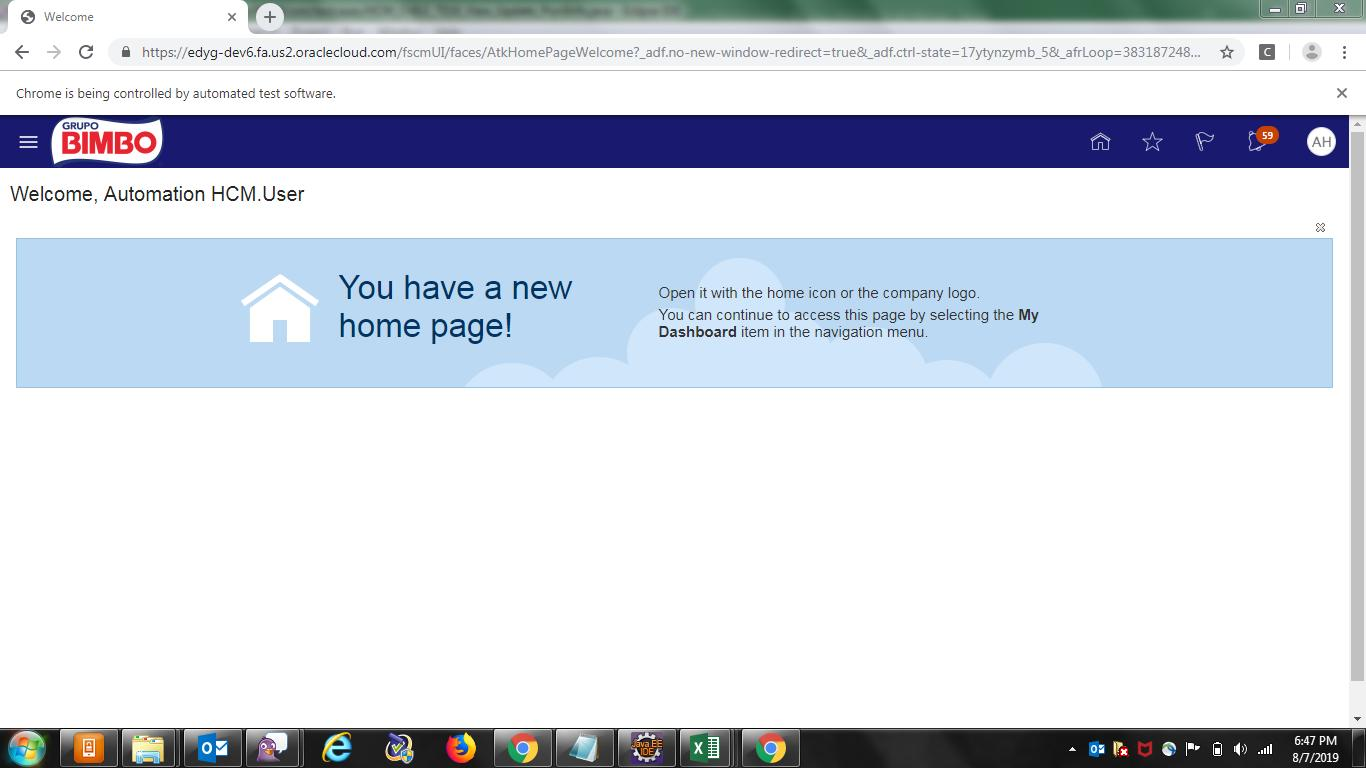 Welcome
https://edyg-dev6.fa.us2.oraclecloud.com/fscmUI/faces/AtkHomePageWelcome?_adf.no-new-window-redirect=true&_adf.ctrl-state=17ytynzymb_5&_afrLoop=383187248...
C
Chrome is being controlled by automated test software.
GRUPO
BIMBO
59
AH
Welcome, Automation HCM.User
You have a new
home page!
Open it with the home icon or the company logo.
You can continue to access this page by selecting the My
Dashboard item in the navigation menu.
Java EE
IDE
6:47 PM
8/7/2019